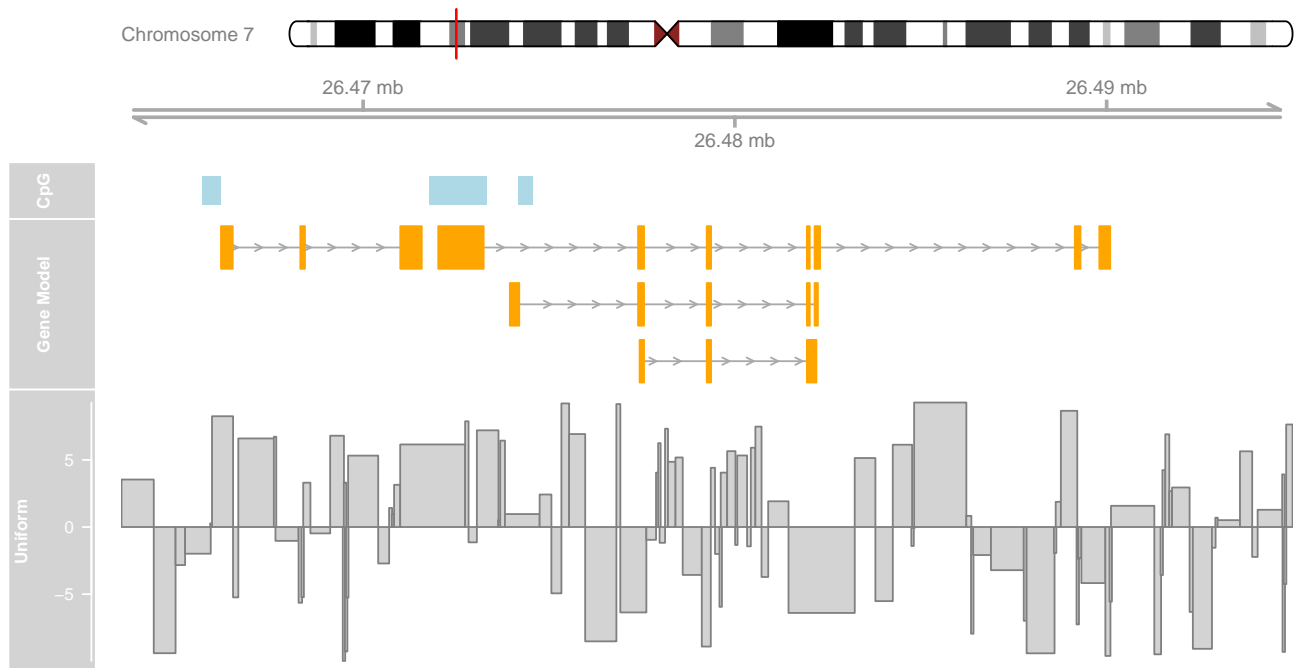 Chromosome 7
26.47 mb
26.49 mb
26.48 mb
CpG
Gene Model
Uniform
5
0
−5